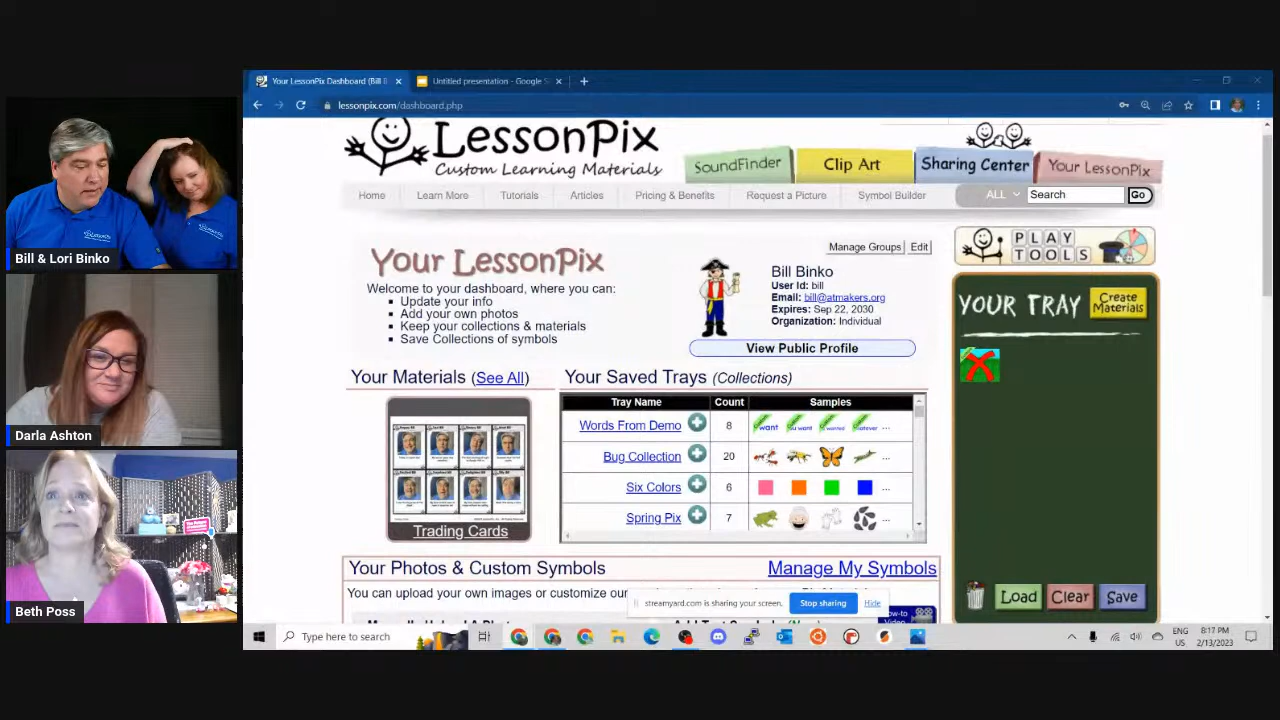 Your LessonPix Dashboard (Bill B
Untitled presentation - Google S
lessonpix.com/dashboard.php
LessonPix
Custom Learning Materials
SoundFinder
Clip Art
Sharing Center
Your LessonPix
Home
Learn More
Tutorials
Articles
Pricing & Benefits
Request a Picture
Symbol Builder
ALL
Search
Go
Your LessonPix
Welcome to your dashboard, where you can:
Update your info
Add your own photos
Keep your collections & materials
Save Collections of symbols
Manage Groups
Edit
Bill Binko
User Id: bill
Email: bill@atmakers.org
Expires: Sep 22, 2030
Organization: Individual
View Public Profile
PLAY
TOOLS
YOUR TRAY
Create
Materials
Your Materials (See All)
Trading Cards
Your Saved Trays (Collections)
Tray Name Count Samples
Words From Demo 8 want ...
Bug Collection 20 ...
Six Colors 6 ...
Spring Pix 7
Load
Clear
Save
Your Photos & Custom Symbols
Manage My Symbols
You can upload your own images or customize our
streamyard.com is sharing your screen.
Stop sharing
Hide
Type here to search
ENG
US
8:17 PM
2/13/2023
Bill & Lori Binko
Darla Ashton
Beth Poss